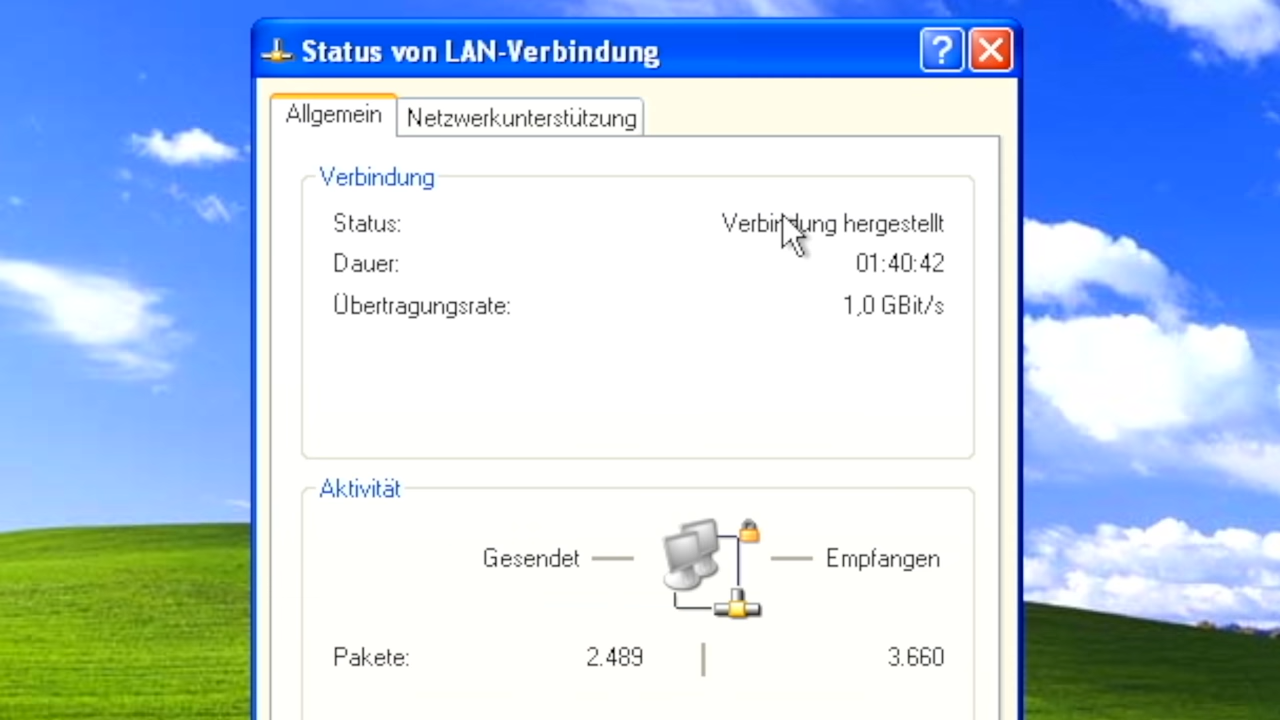 Status von LAN-Verbindung
Allgemein Netzwerkunterstützung
Verbindung
Status: Verbindung hergestellt
Dauer: 01:40:42
Übertragungsrate: 1,0 GBit/s
Aktivität
Gesendet Empfangen
Pakete: 2.489 3.660